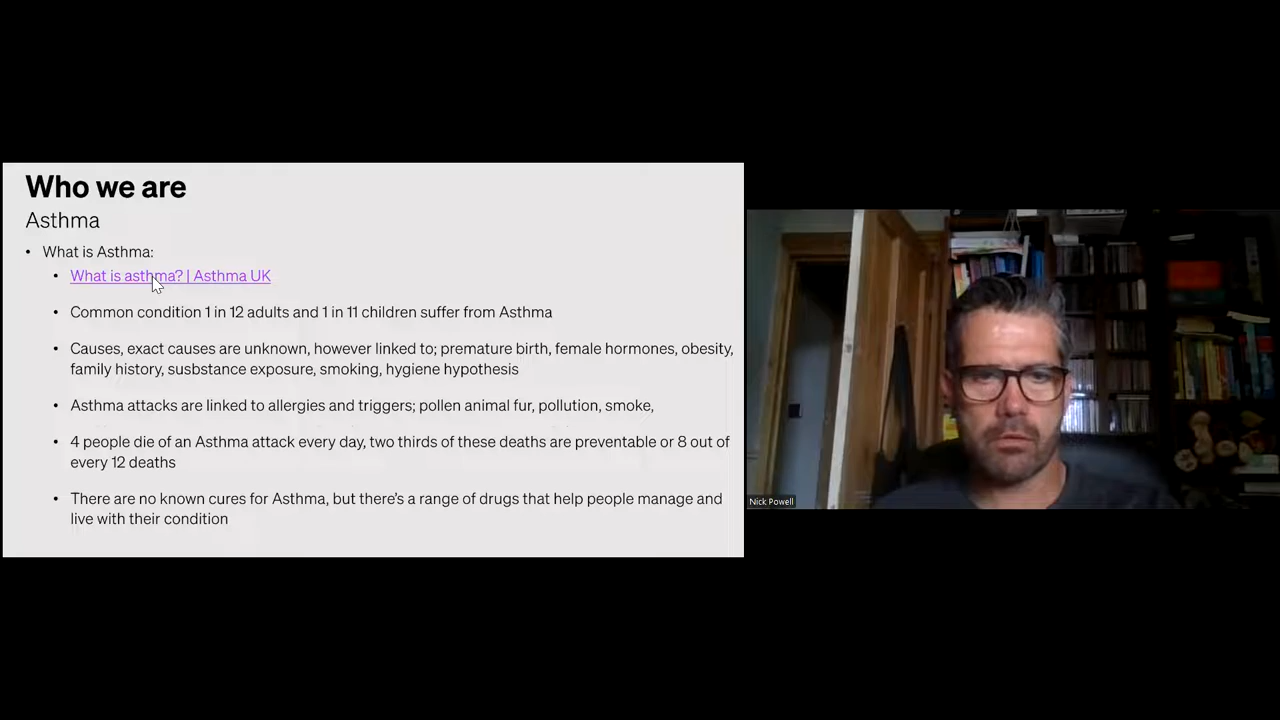 Who we are
Asthma
• What is Asthma:
• What is asthma? | Asthma UK
• Common condition 1 in 12 adults and 1 in 11 children suffer from Asthma
• Causes, exact causes are unknown, however linked to; premature birth, female hormones, obesity,
family history, susbstance exposure, smoking, hygiene hypothesis
• Asthma attacks are linked to allergies and triggers; pollen animal fur, pollution, smoke,
• 4 people die of an Asthma attack every day, two thirds of these deaths are preventable or 8 out of
every 12 deaths
• There are no known cures for Asthma, but there's a range of drugs that help people manage and
live with their condition
Nick Powell